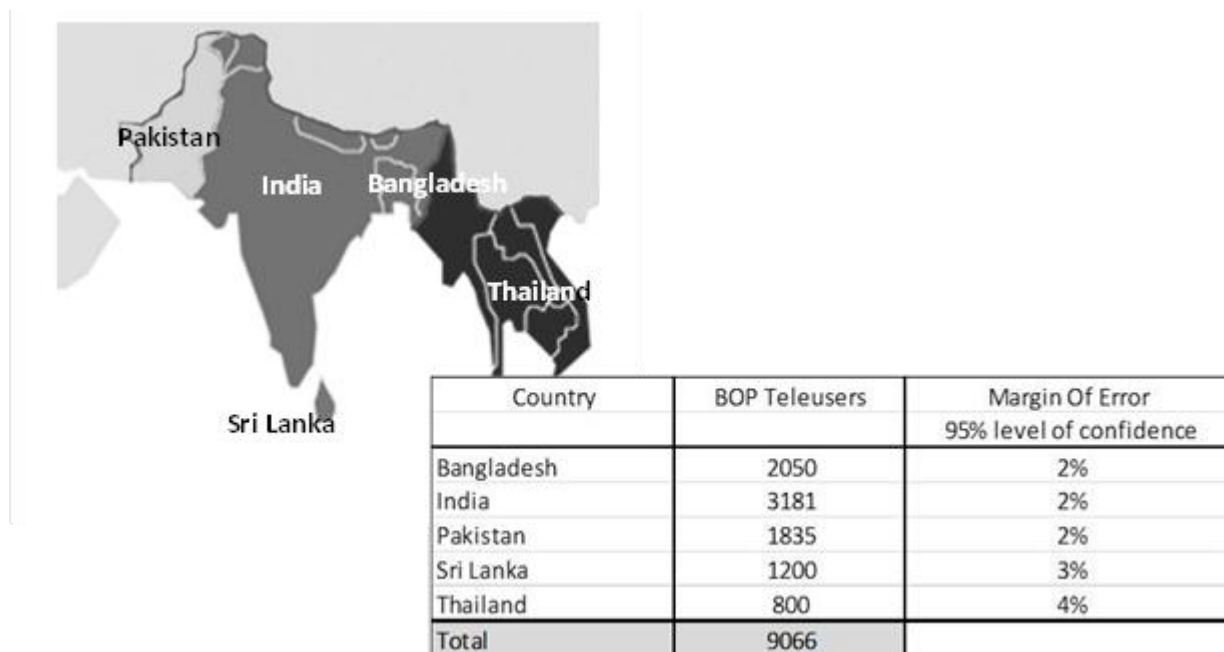 Pakistan
India
Bangladesh
Thailand
Sri Lanka
Country BOP Teleusers Margin Of Error
95% level of confidence
Bangladesh 2050 2%
India 3181 2%
Pakistan 1835 2%
Sri Lanka 1200 3%
Thailand 800 4%
Total 9066